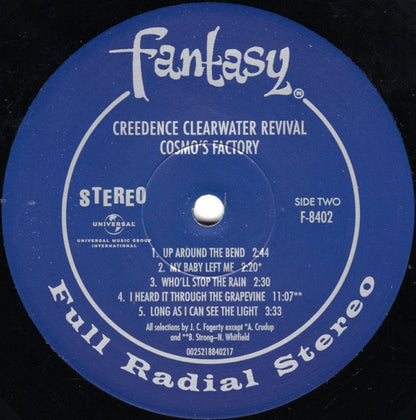 fantasy®
CREEDENCE CLEARWATER REVIVAL
COSMO'S FACTORY
STEREO
UNIVERSAL
UNIVERSAL MUSIC GROUP
INTERNATIONAL
SIDE TWO
F-8402
1. UP AROUND THE BEND 2:44
2. MY BABY LEFT ME 2:20*
3. WHO'LL STOP THE RAIN 2:30
4. I HEARD IT THROUGH THE GRAPEVINE 11:07**
5. LONG AS I CAN SEE THE LIGHT 3:33
All selections by J. C. Fogerty except *A. Crudup
and **B. Strong–N. Whitfield
0025218840217
Full Radial Stereo